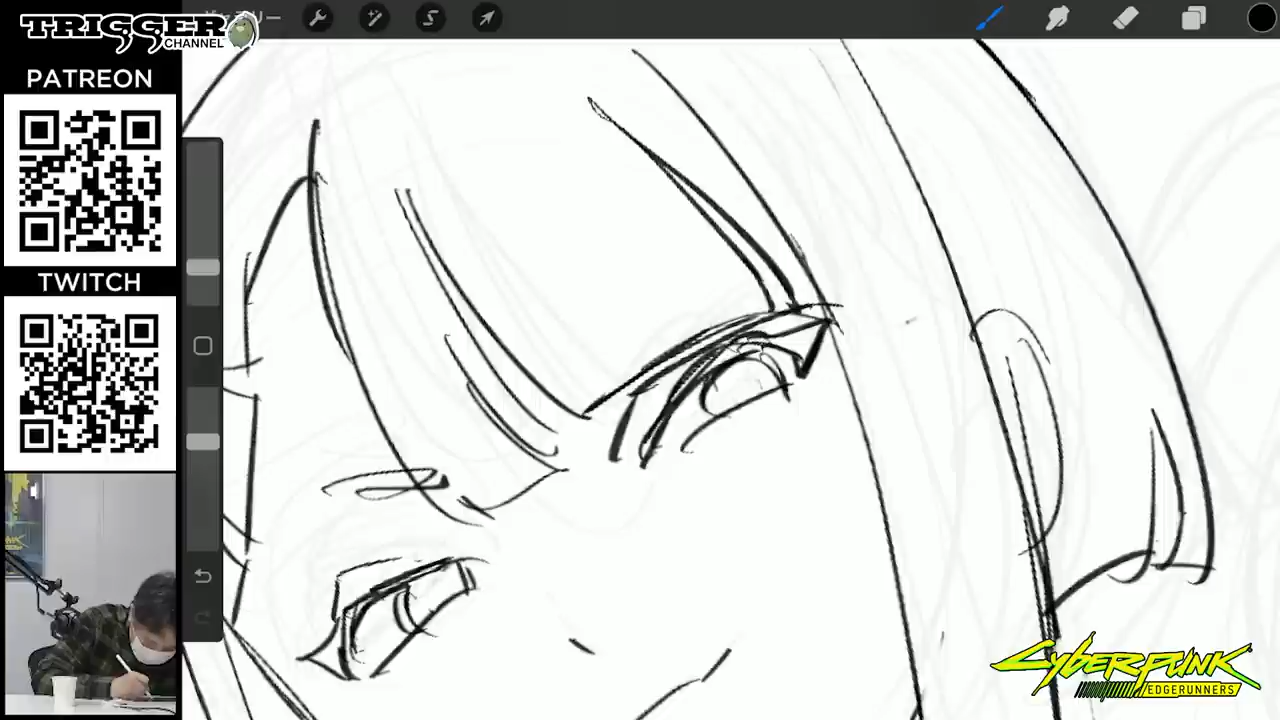 TRIGGER
CHANNEL
PATREON
TWITCH
CYBERPUNK
EDGERUNNERS